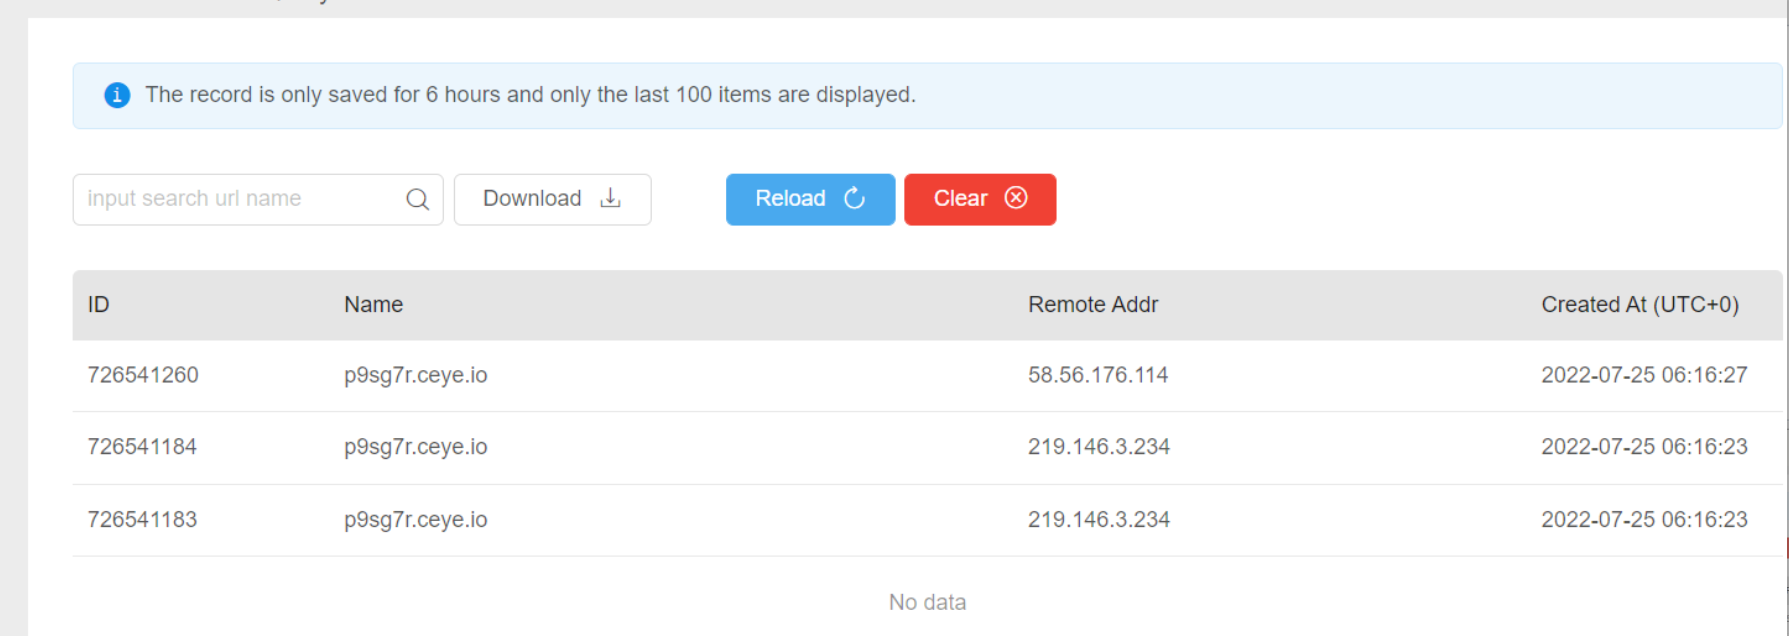 The record is only saved for 6 hours and only the last 100 items are displayed.
input search url name Download Reload Clear
ID Name Remote Addr Created At (UTC+0)
726541260 p9sg7r.ceye.io 58.56.176.114 2022-07-25 06:16:27
726541184 p9sg7r.ceye.io 219.146.3.234 2022-07-25 06:16:23
726541183 p9sg7r.ceye.io 219.146.3.234 2022-07-25 06:16:23
No data